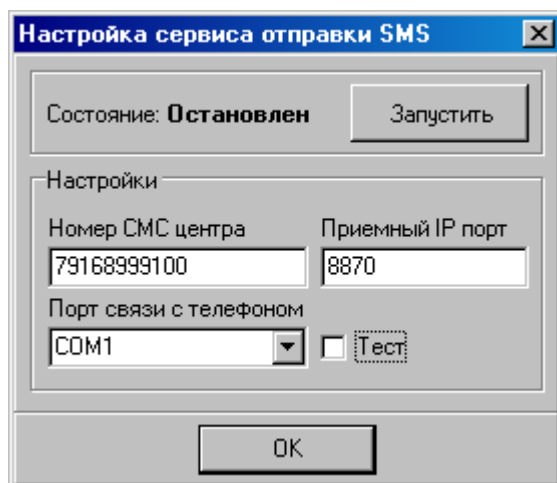 Настройка сервиса отправки SMS
Состояние: Остановлен Запустить
Настройки
Номер СМС центра Приемный IP порт
79168999100 8870
Порт связи с телефоном
COM1 Тест
OK